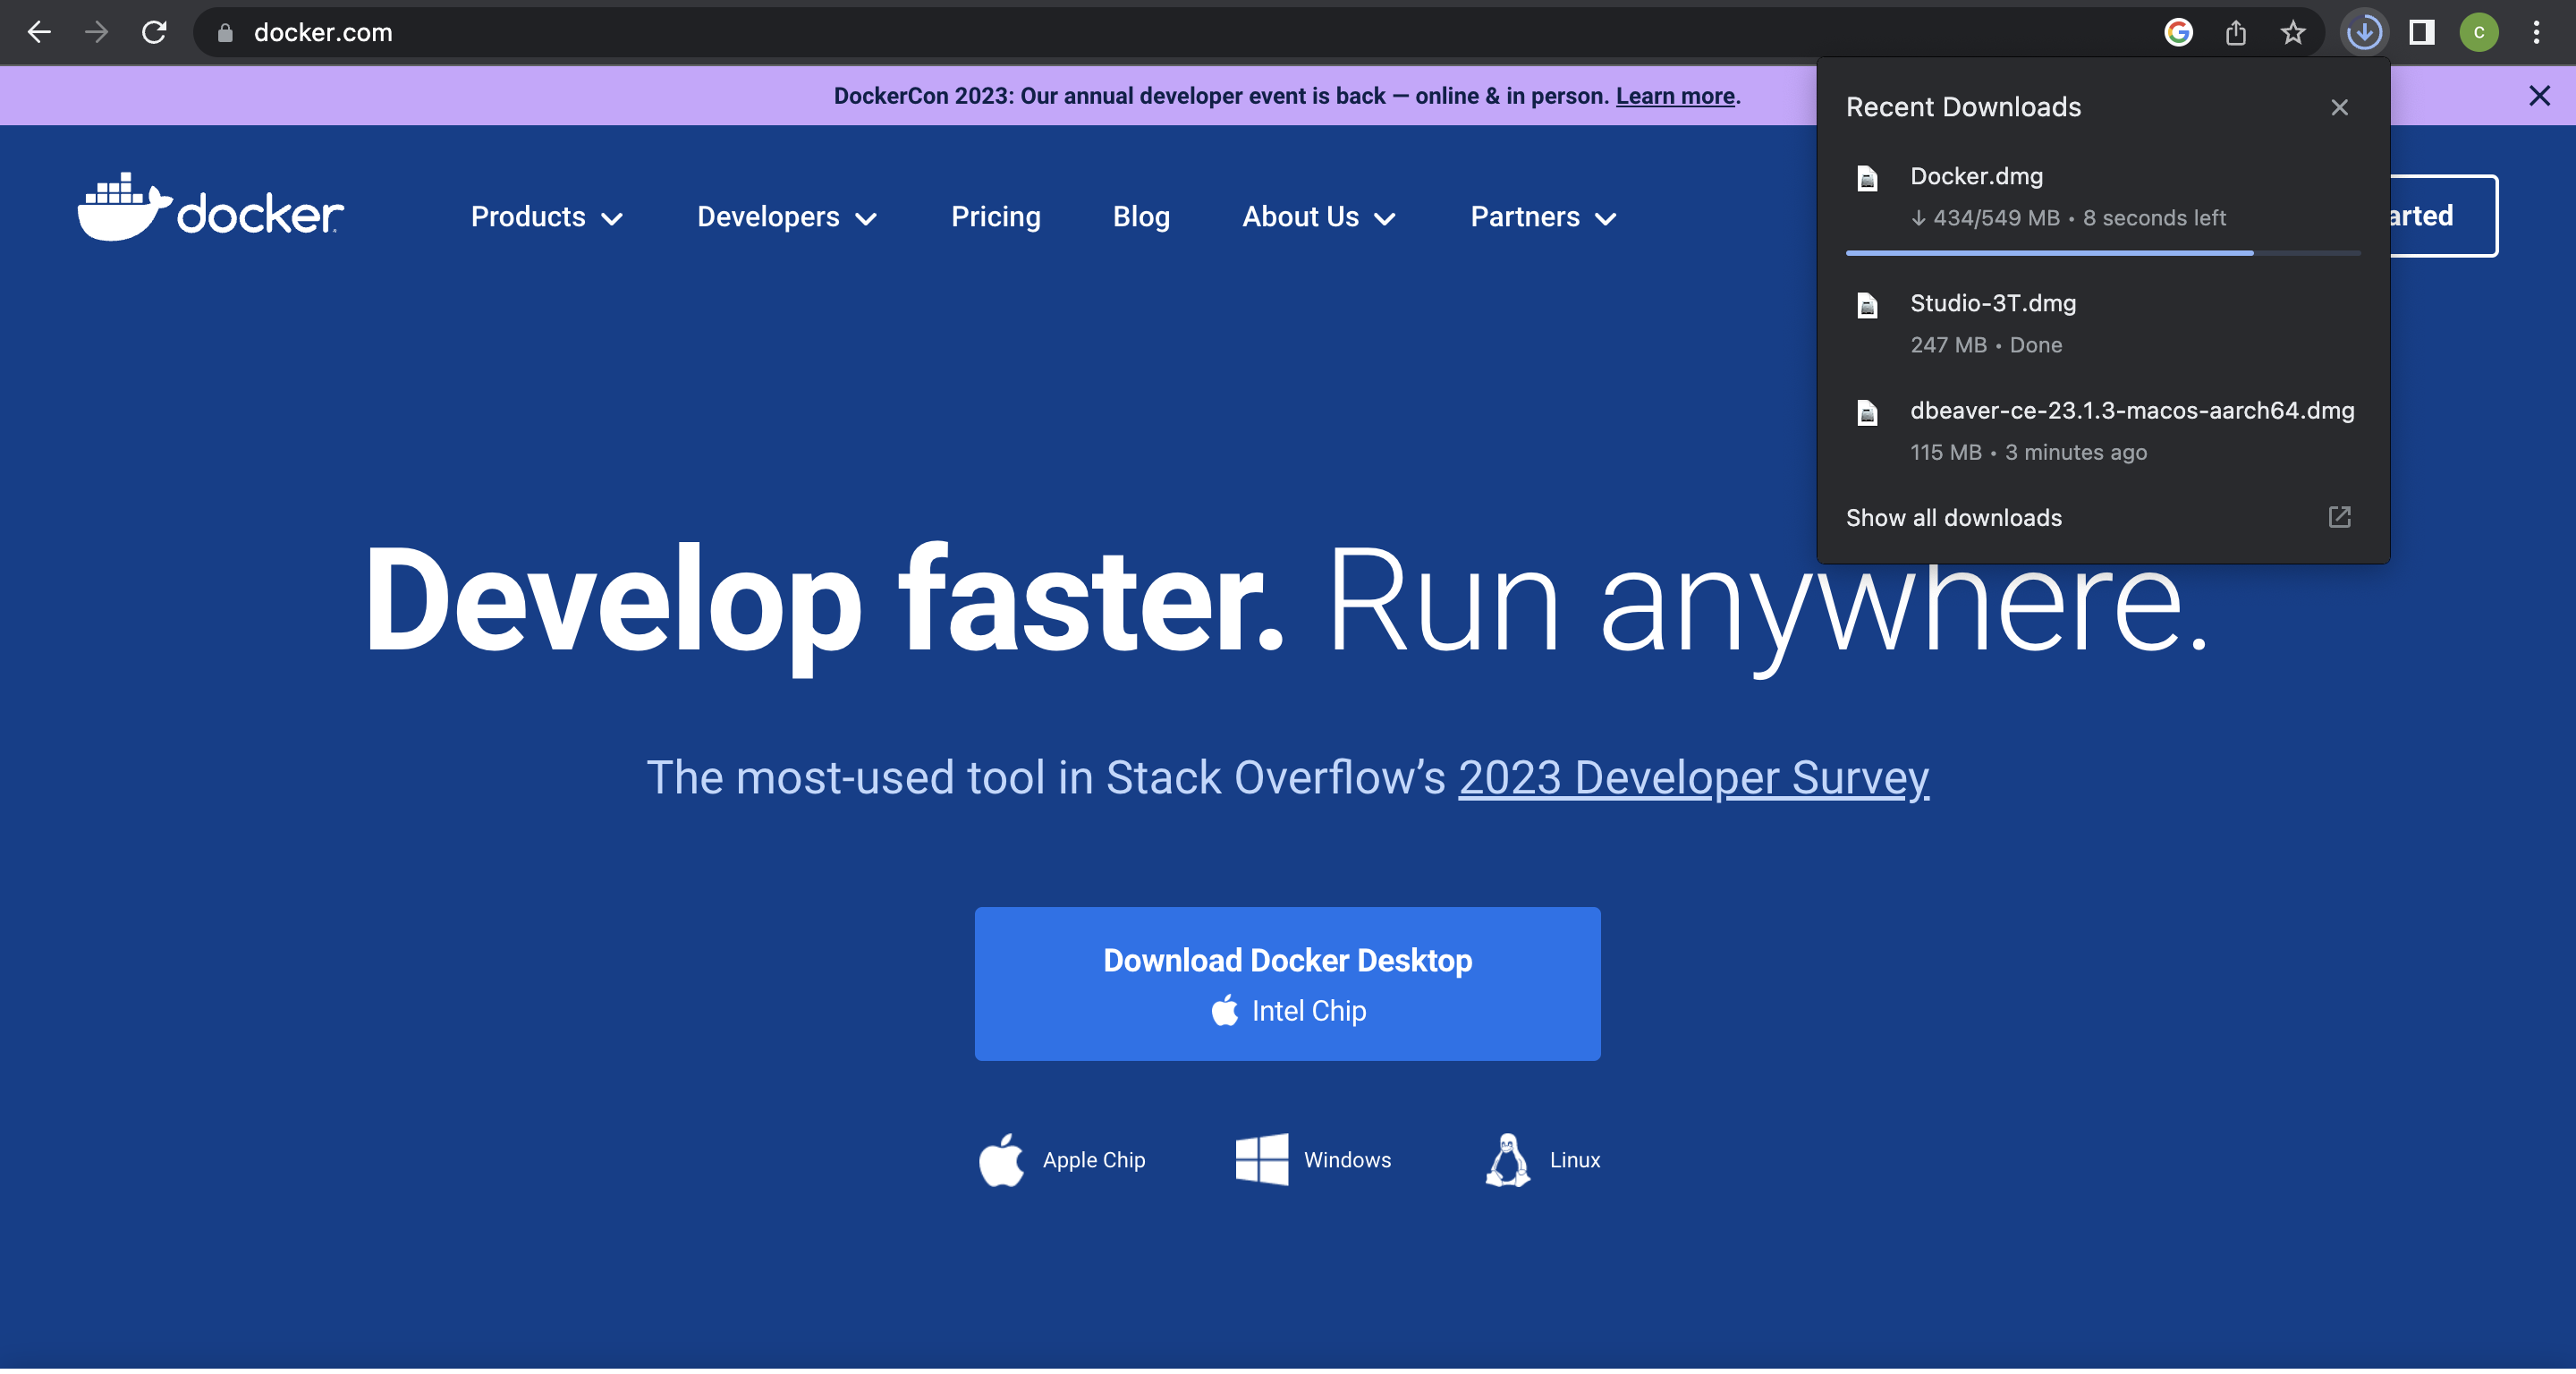 docker.com
C
DockerCon 2023: Our annual developer event is back — online & in person. Learn more.
docker
Products
Developers
Pricing
Blog
About Us
Partners
Recent Downloads
Docker.dmg
↓ 434/549 MB • 8 seconds left
Studio-3T.dmg
247 MB • Done
dbeaver-ce-23.1.3-macos-aarch64.dmg
115 MB • 3 minutes ago
Show all downloads
Develop faster. Run anywhere.
The most-used tool in Stack Overflow’s 2023 Developer Survey
Download Docker Desktop
Intel Chip
Apple Chip
Windows
Linux